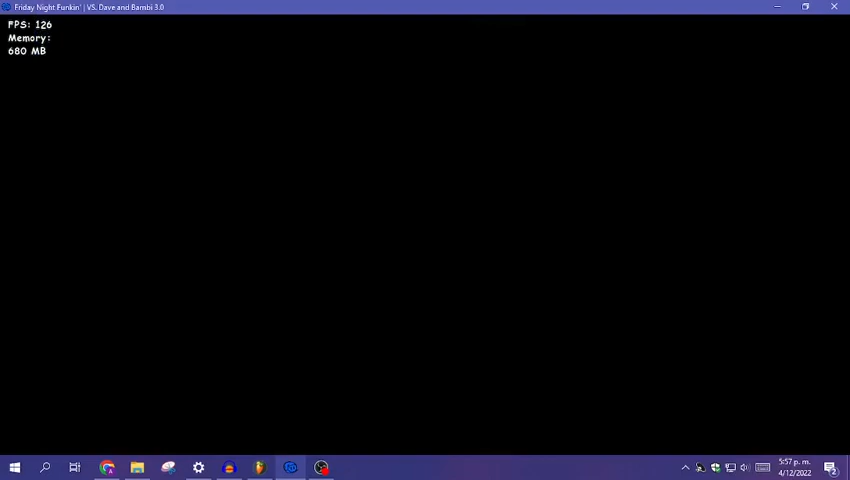 Friday Night Funkin' | VS. Dave and Bambi 3.0
FPS: 126
Memory:
680 MB
5:57 p. m.
4/12/2022
2